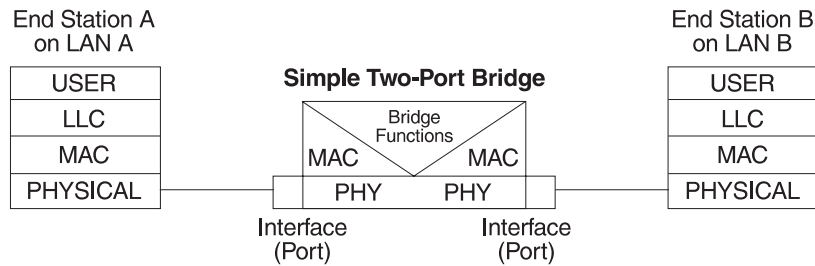 End Station A
on LAN A
USER
LLC
MAC
PHYSICAL
Simple Two-Port Bridge
Bridge
Functions
MAC MAC
PHY PHY
Interface
(Port)
Interface
(Port)
End Station B
on LAN B
USER
LLC
MAC
PHYSICAL